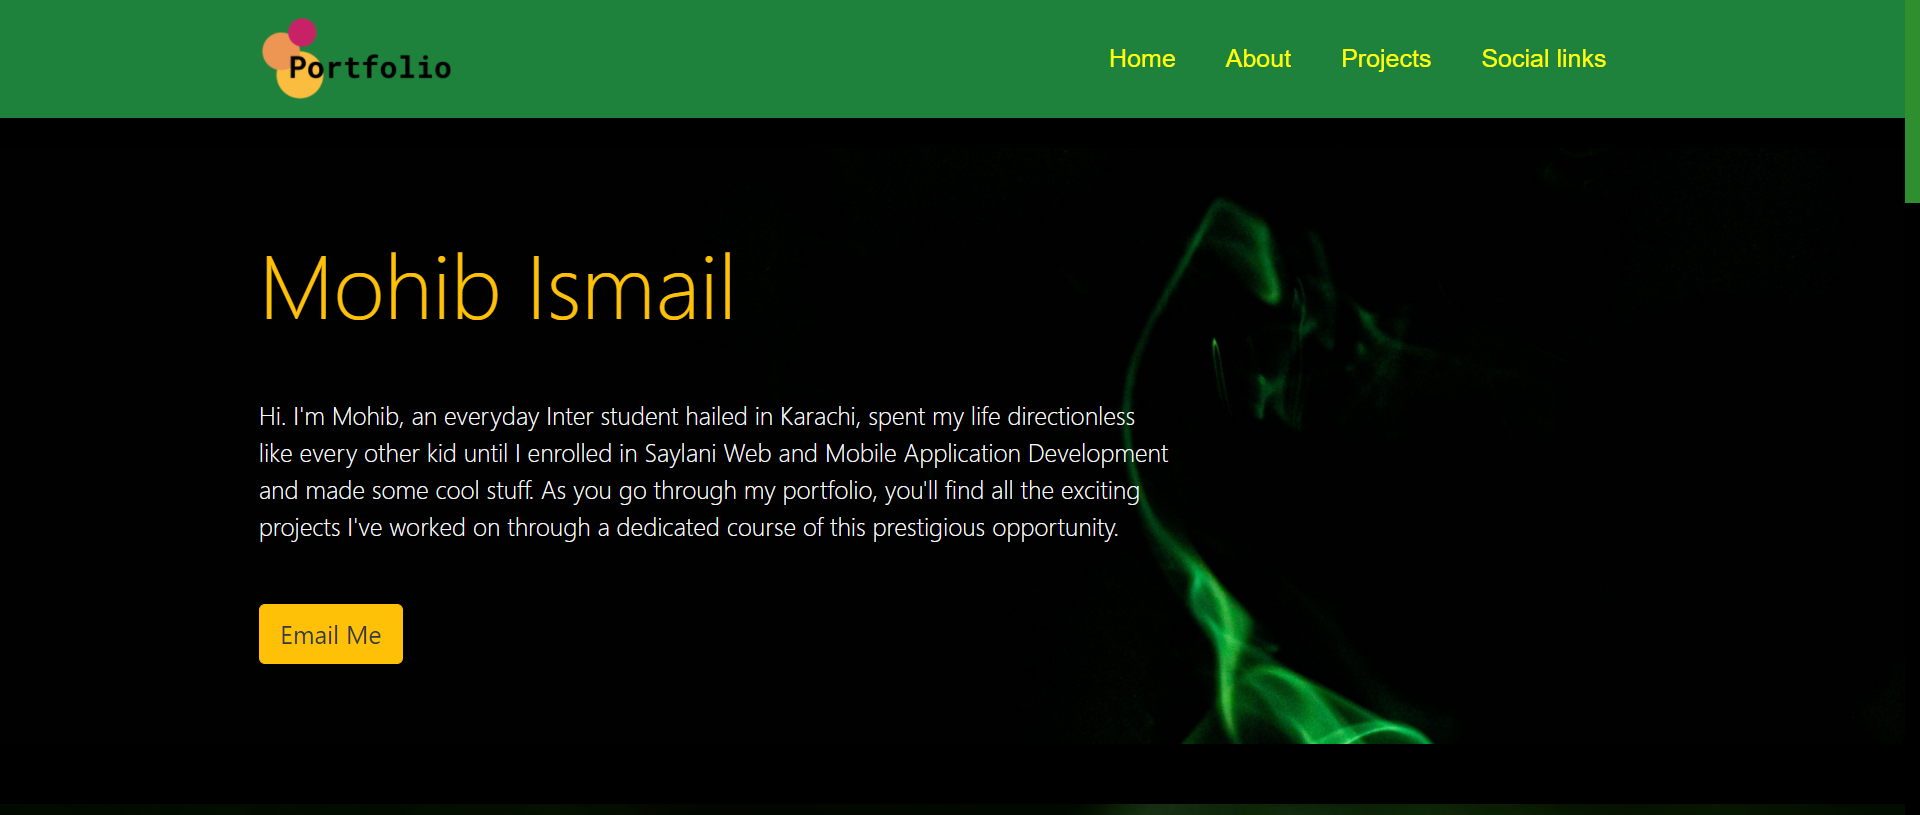 Portfolio
Home About Projects Social links
Mohib Ismail
Hi. I'm Mohib, an everyday Inter student hailed in Karachi, spent my life directionless
like every other kid until I enrolled in Saylani Web and Mobile Application Development
and made some cool stuff. As you go through my portfolio, you'll find all the exciting
projects I've worked on through a dedicated course of this prestigious opportunity.
Email Me